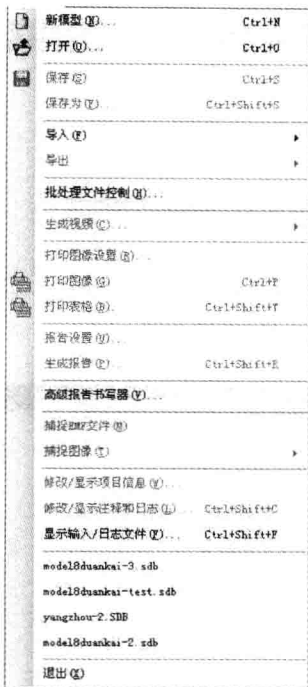 新模型(N)... Ctrl+N
打开(O)... Ctrl+O
保存(S) Ctrl+S
保存为(V)... Ctrl+Shift+S
导入(F)
导出
批处理文件控制(H)...
生成视频(C)...
打印图像设置(R)...
打印图像(G) Ctrl+P
打印表格(B). Ctrl+Shift+T
报告设置(U)...
生成报告(P)... Ctrl+Shift+R
高级报告书写器(Y)...
捕捉EMF文件(M)
捕捉图像(T)
修改/显示项目信息(W)...
修改/显示注释和日志(L)... Ctrl+Shift+C
显示输入/日志文件(F)... Ctrl+Shift+F
model8duankai-3.sdb
model8duankai-test.sdb
yangzhou-2.SDB
model8duankai-2.sdb
退出(X)